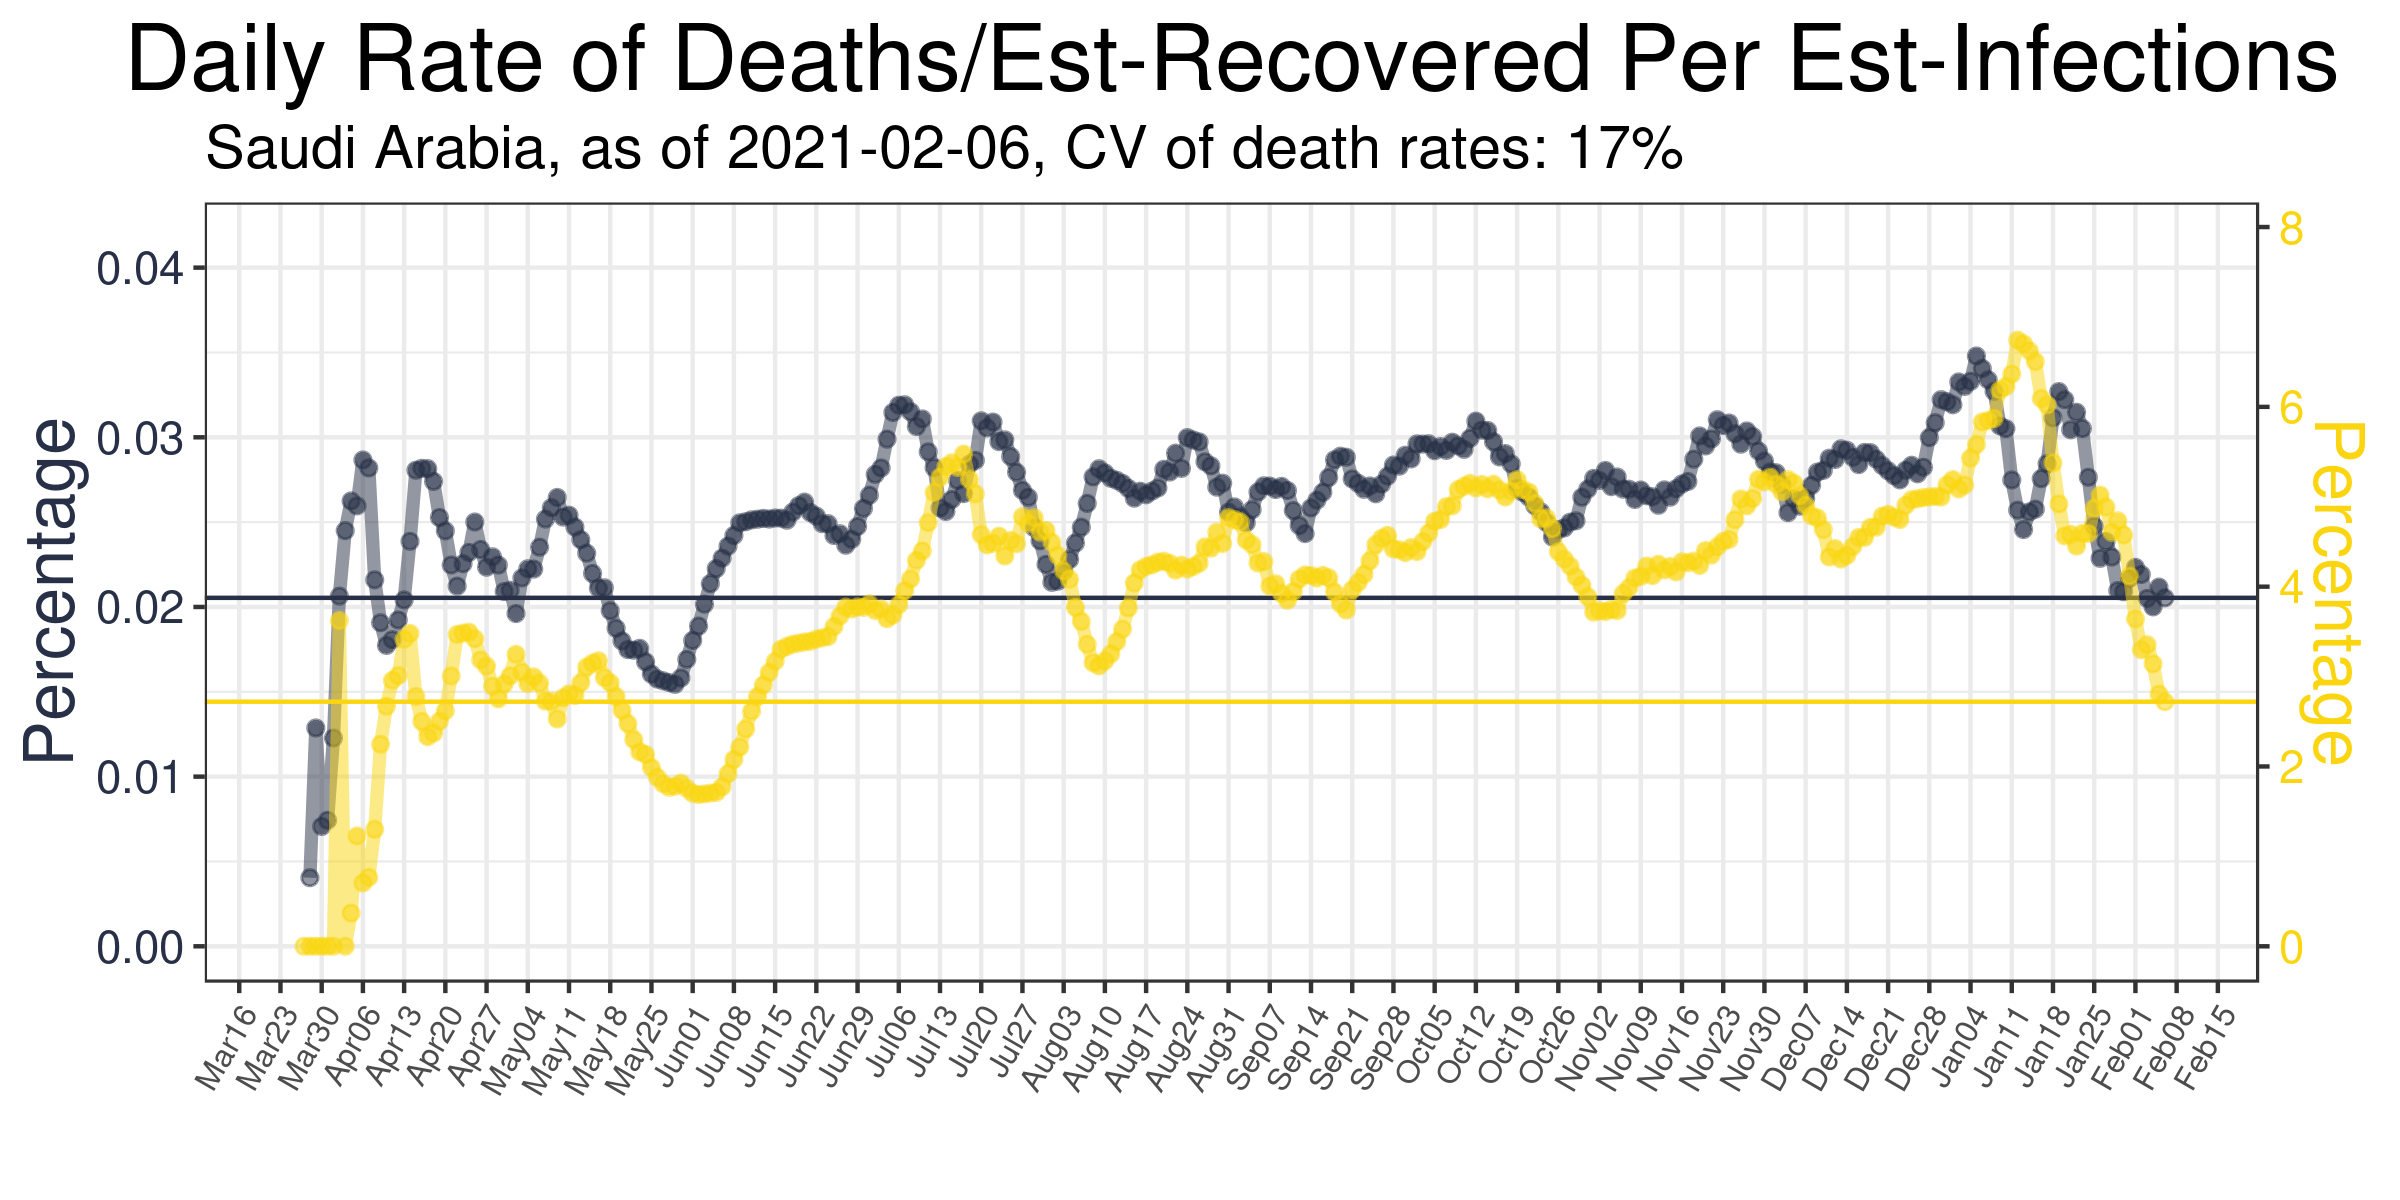 Daily Rate of Deaths/Est-Recovered Per Est-Infections
Saudi Arabia, as of 2021-02-06, CV of death rates: 17%
Percentage
0.04
0.03
0.02
0.01
0.00
8
6
4
2
0
Percentage
Mar16 Mar23 Mar30 Apr06 Apr13 Apr20 Apr27 May04 May11 May18 May25 Jun01 Jun08 Jun15 Jun22 Jun29 Jul06 Jul13 Jul20 Jul27 Aug03 Aug10 Aug17 Aug24 Aug31 Sep07 Sep14 Sep21 Sep28 Oct05 Oct12 Oct19 Oct26 Nov02 Nov09 Nov16 Nov23 Nov30 Dec07 Dec14 Dec21 Dec28 Jan04 Jan11 Jan18 Jan25 Feb01 Feb08 Feb15